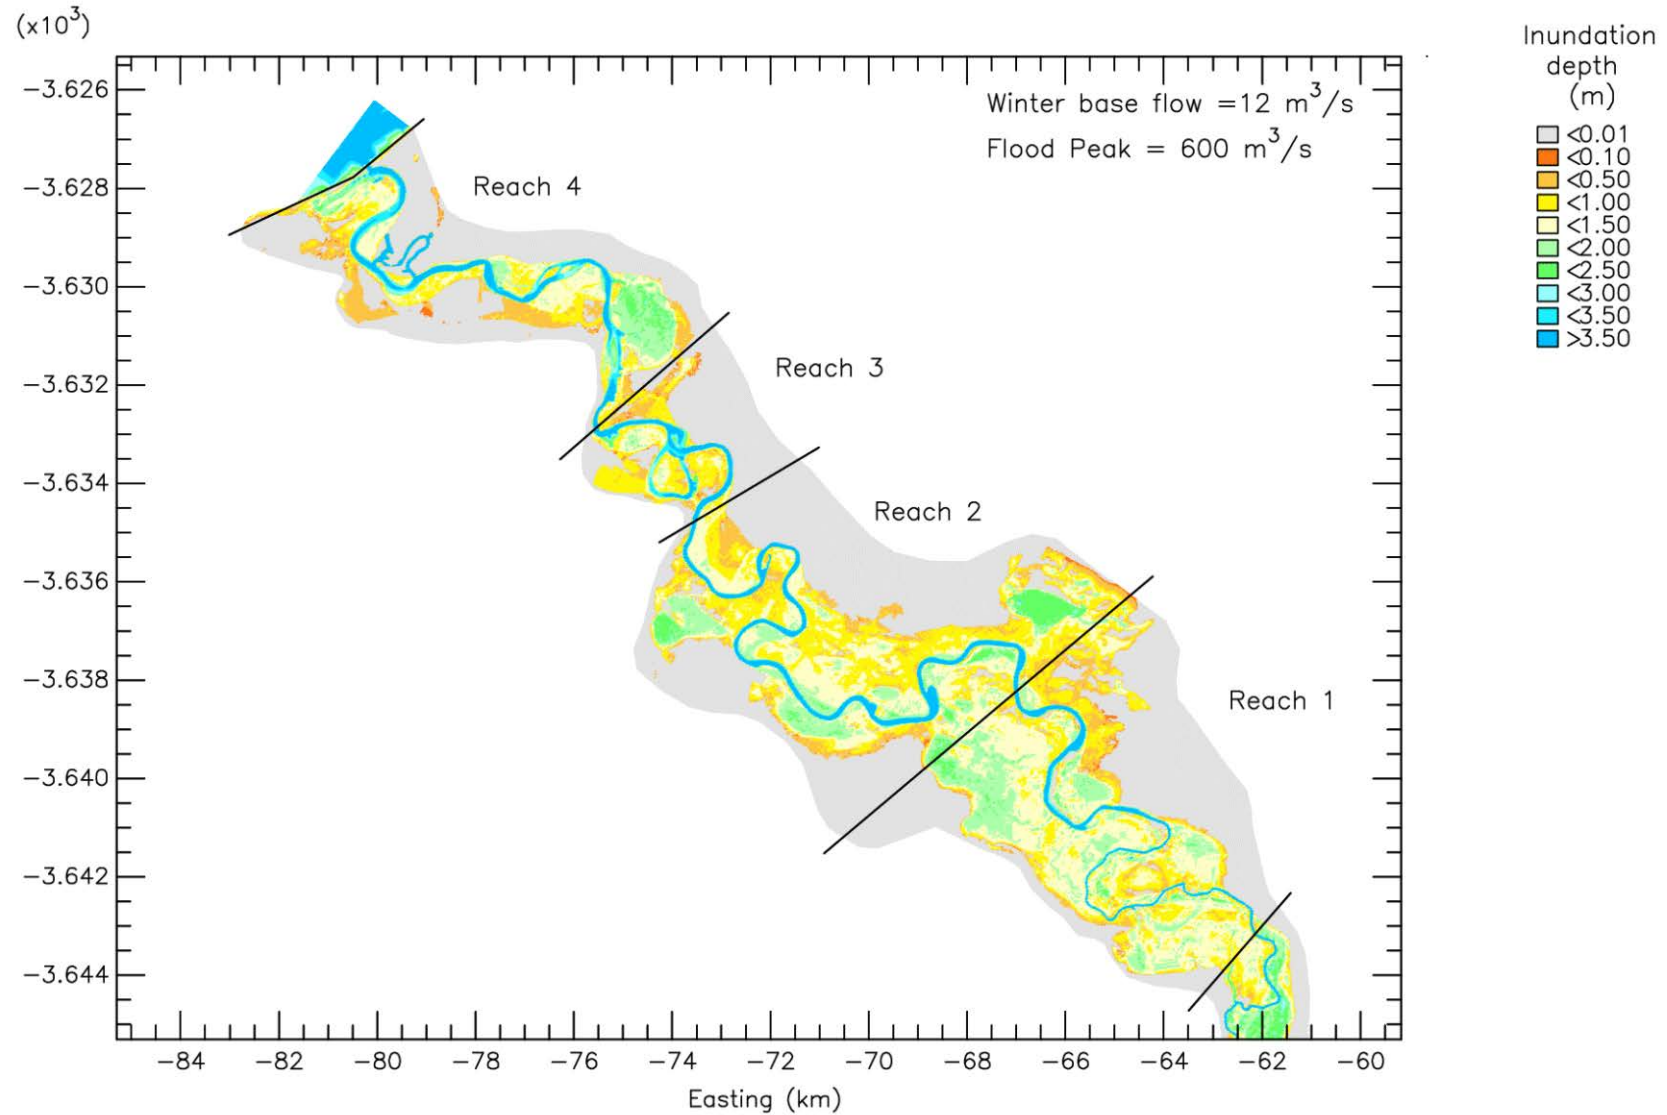 (x10³)
Inundation
depth
(m)
<0.01
<0.10
<0.50
<1.00
<1.50
<2.00
<2.50
<3.00
<3.50
>3.50
Winter base flow =12 m³/s
Flood Peak = 600 m³/s
Reach 4
Reach 3
Reach 2
Reach 1
−3.626
−3.628
−3.630
−3.632
−3.634
−3.636
−3.638
−3.640
−3.642
−3.644
−84 −82 −80 −78 −76 −74 −72 −70 −68 −66 −64 −62 −60
Easting (km)